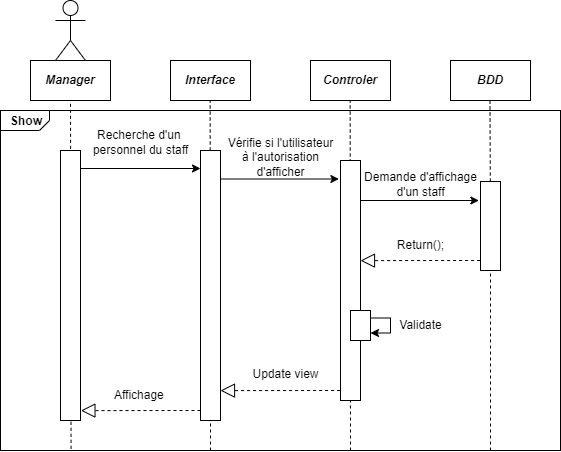 Manager
Interface
Controler
BDD
Show
Recherche d'un
personnel du staff
Vérifie si l'utilisateur
à l'autorisation
d'afficher
Demande d'affichage
d'un staff
Return();
Validate
Update view
Affichage